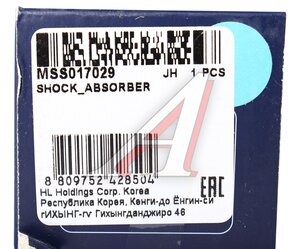 MSS017029 JH 1 PCS
SHOCK_ABSORBER
8 809752 428504
HL Holdings Corp. Korea
Республика Корея, Кенги-до Ёнгин-си
гИХЫНГ-гу Гихынгданджиро 46
EAC